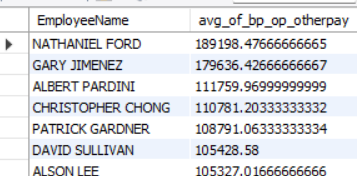 EmployeeName avg_of_bp_op_otherpay
NATHANIEL FORD 189198.47666666665
GARY JIMENEZ 179636.42666666667
ALBERT PARDINI 111759.96999999999
CHRISTOPHER CHONG 110781.20333333332
PATRICK GARDNER 108791.06333333334
DAVID SULLIVAN 105428.58
ALSON LEE 105327.01666666666